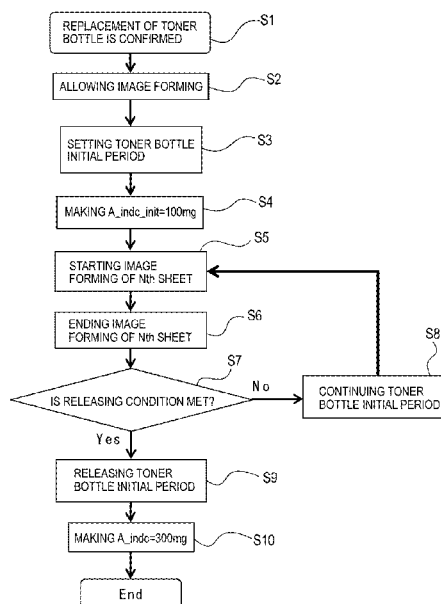 REPLACEMENT OF TONER
BOTTLE IS CONFIRMED
S1
ALLOWING IMAGE FORMING
S2
SETTING TONER BOTTLE
INITIAL PERIOD
S3
MAKING A_indc_init=100mg
S4
STARTING IMAGE
FORMING OF Nth SHEET
S5
ENDING IMAGE
FORMING OF Nth SHEET
S6
IS RELEASING CONDITION MET?
S7
No
CONTINUING TONER
BOTTLE INITIAL PERIOD
S8
Yes
RELEASING TONER
BOTTLE INITIAL PERIOD
S9
MAKING A_indc=300mg
S10
End